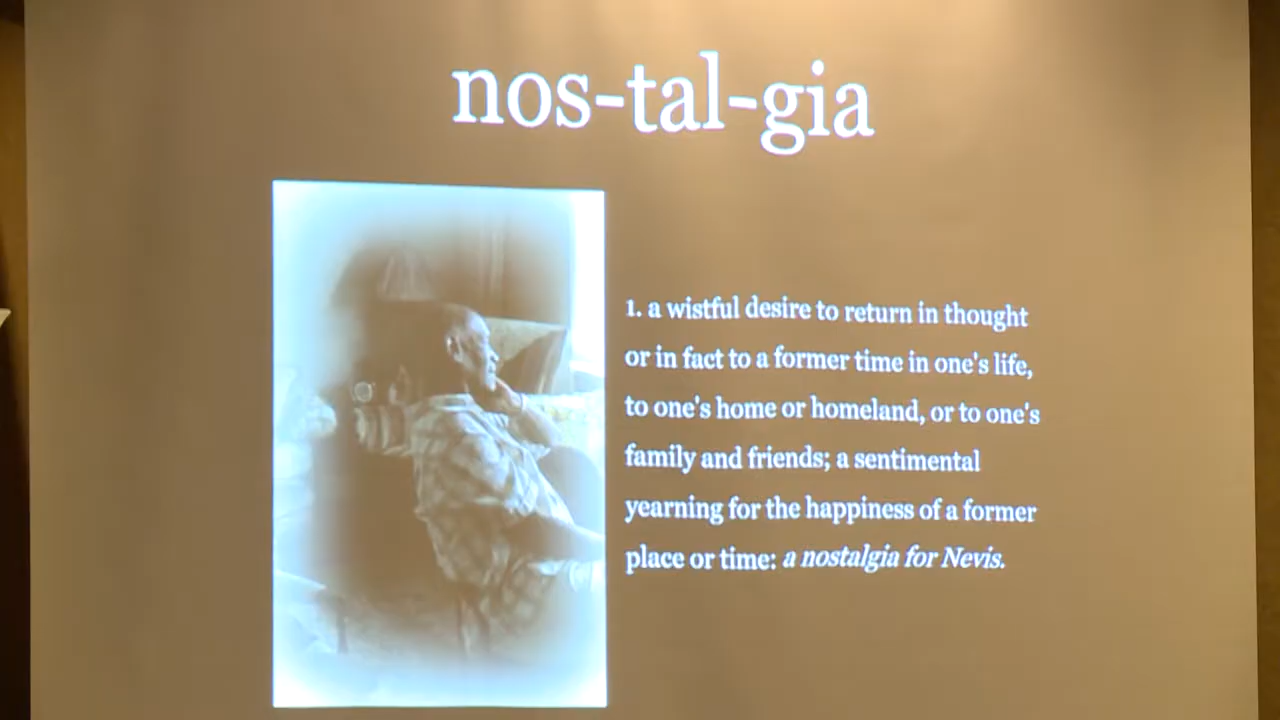 nos-tal-gia
1. a wistful desire to return in thought
or in fact to a former time in one's life,
to one's home or homeland, or to one's
family and friends; a sentimental
yearning for the happiness of a former
place or time: a nostalgia for Nevis.